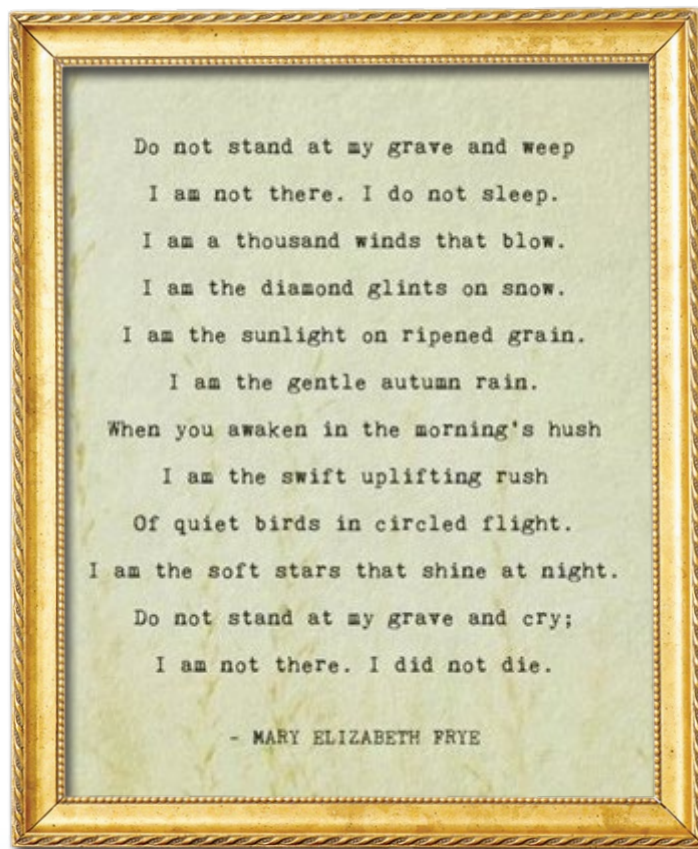 Do not stand at my grave and weep
I am not there. I do not sleep.
I am a thousand winds that blow.
I am the diamond glints on snow.
I am the sunlight on ripened grain.
I am the gentle autumn rain.
When you awaken in the morning's hush
I am the swift uplifting rush
Of quiet birds in circled flight.
I am the soft stars that shine at night.
Do not stand at my grave and cry;
I am not there. I did not die.
- MARY ELIZABETH FRYE